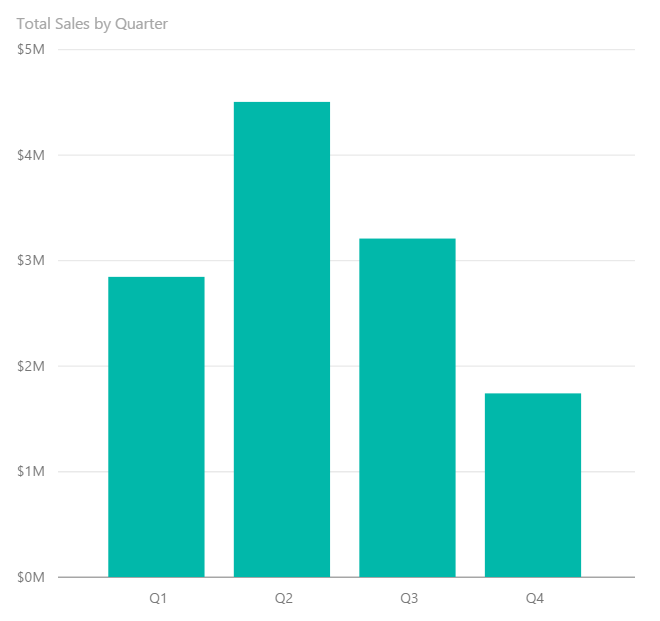 Total Sales by Quarter
$5M
$4M
$3M
$2M
$1M
$0M
Q1 Q2 Q3 Q4